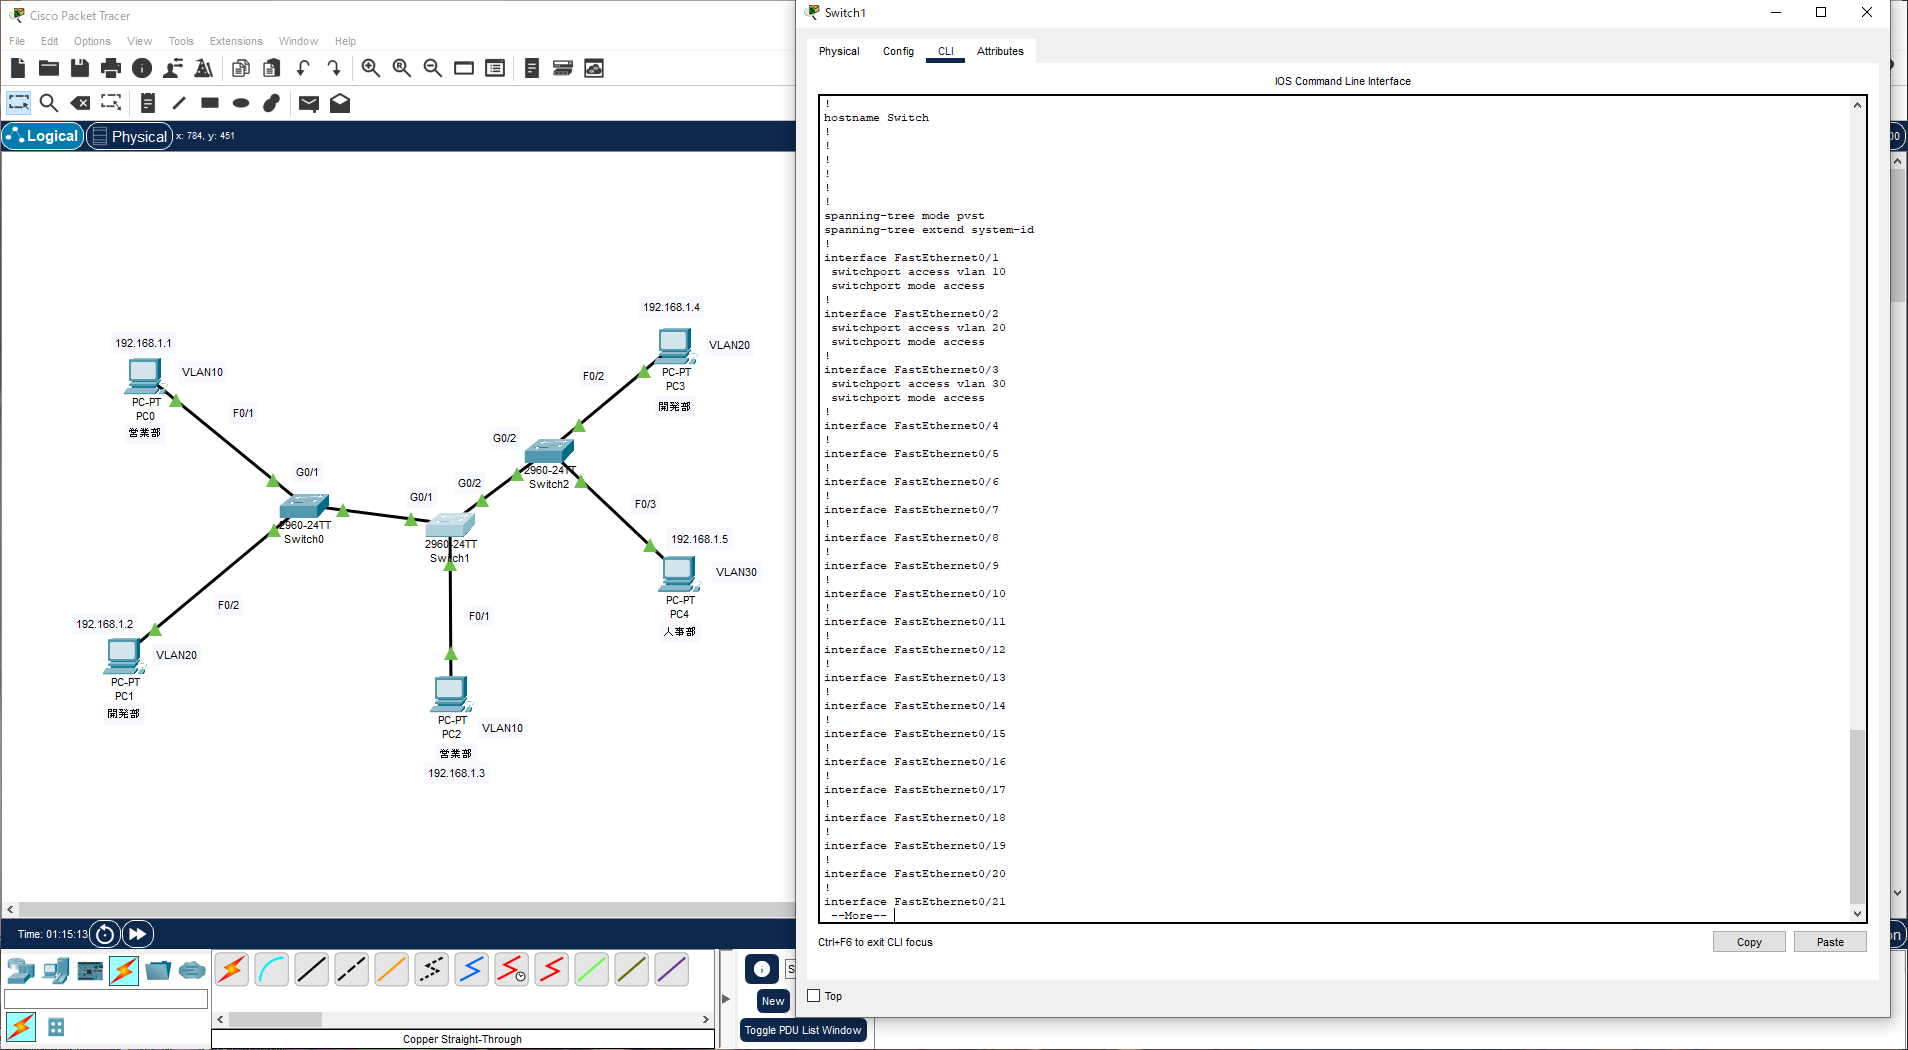 Cisco Packet Tracer
File Edit Options View Tools Extensions Window Help
Logical
Physical
x: 784, y: 451
192.168.1.4
VLAN20
PC-PT
PC3
開発部
F0/2
192.168.1.1
VLAN10
PC-PT
PC0
営業部
F0/1
G0/2
2960-24TT
Switch2
G0/1
G0/2
G0/1
F0/3
2960-24TT
Switch0
2960-24TT
Switch1
192.168.1.5
VLAN30
PC-PT
PC4
人事部
F0/2
F0/1
192.168.1.2
VLAN20
PC-PT
PC1
開発部
PC-PT
PC2
VLAN10
営業部
192.168.1.3
Time: 01:15:13
Copper Straight-Through
New
Toggle PDU List Window
Switch1
Physical Config CLI Attributes
IOS Command Line Interface
!
hostname Switch
!
!
!
!
!
!
spanning-tree mode pvst
spanning-tree extend system-id
!
interface FastEthernet0/1
switchport access vlan 10
switchport mode access
!
interface FastEthernet0/2
switchport access vlan 20
switchport mode access
!
interface FastEthernet0/3
switchport access vlan 30
switchport mode access
!
interface FastEthernet0/4
!
interface FastEthernet0/5
!
interface FastEthernet0/6
!
interface FastEthernet0/7
!
interface FastEthernet0/8
!
interface FastEthernet0/9
!
interface FastEthernet0/10
!
interface FastEthernet0/11
!
interface FastEthernet0/12
!
interface FastEthernet0/13
!
interface FastEthernet0/14
!
interface FastEthernet0/15
!
interface FastEthernet0/16
!
interface FastEthernet0/17
!
interface FastEthernet0/18
!
interface FastEthernet0/19
!
interface FastEthernet0/20
!
interface FastEthernet0/21
--More--
Ctrl+F6 to exit CLI focus
Copy
Paste
Top